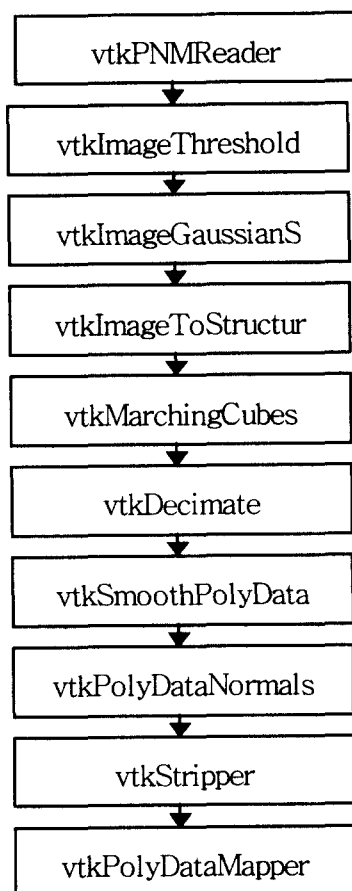 vtkPNMReader
vtkImageThreshold
vtkImageGaussianS
vtkImageToStructur
vtkMarchingCubes
vtkDecimate
vtkSmoothPolyData
vtkPolyDataNormals
vtkStripper
vtkPolyDataMapper